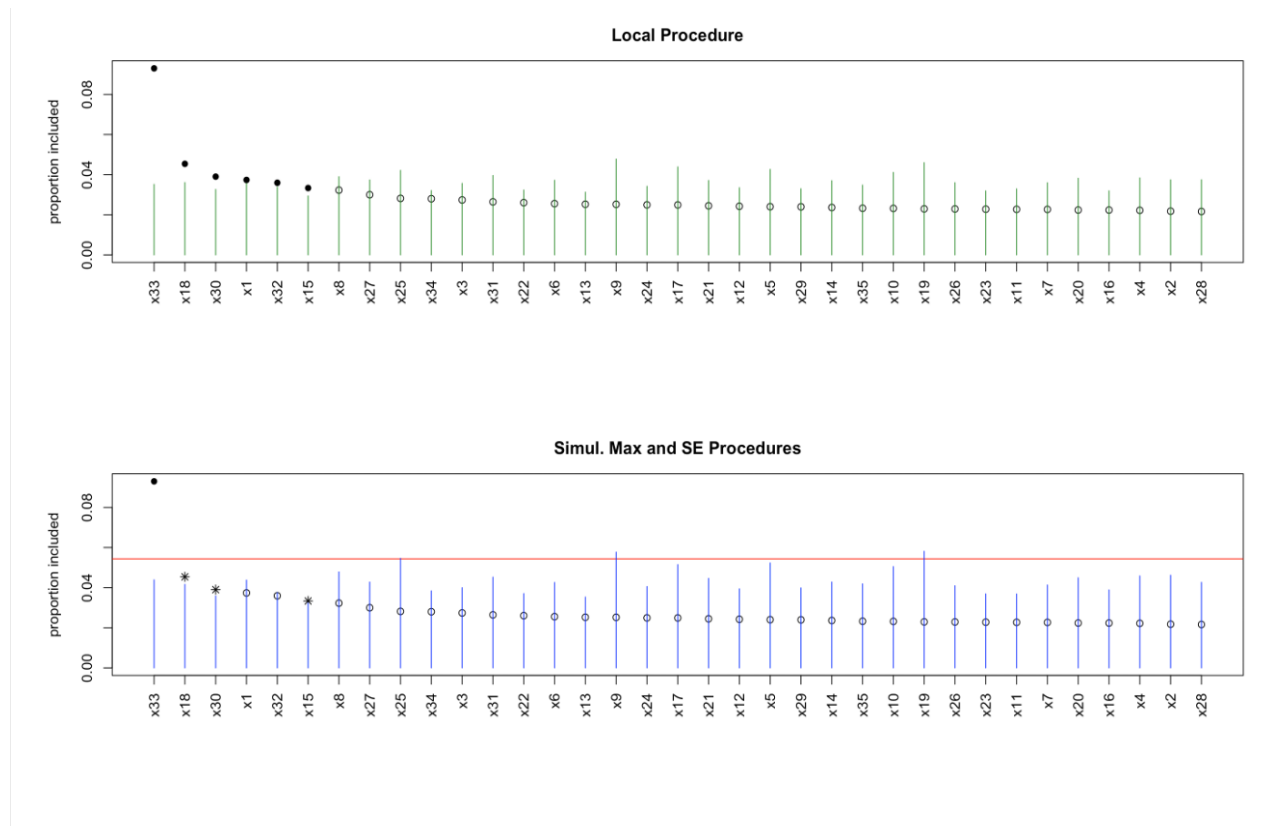 Local Procedure
proportion included
0.08
0.04
0.00
x33 x18 x30 x1 x32 x15 x8 x27 x25 x34 x3 x31 x22 x6 x13 x9 x24 x17 x21 x12 x5 x29 x14 x35 x10 x19 x26 x23 x11 x7 x20 x16 x4 x2 x28
Simul. Max and SE Procedures
proportion included
0.08
0.04
0.00
x33 x18 x30 x1 x32 x15 x8 x27 x25 x34 x3 x31 x22 x6 x13 x9 x24 x17 x21 x12 x5 x29 x14 x35 x10 x19 x26 x23 x11 x7 x20 x16 x4 x2 x28